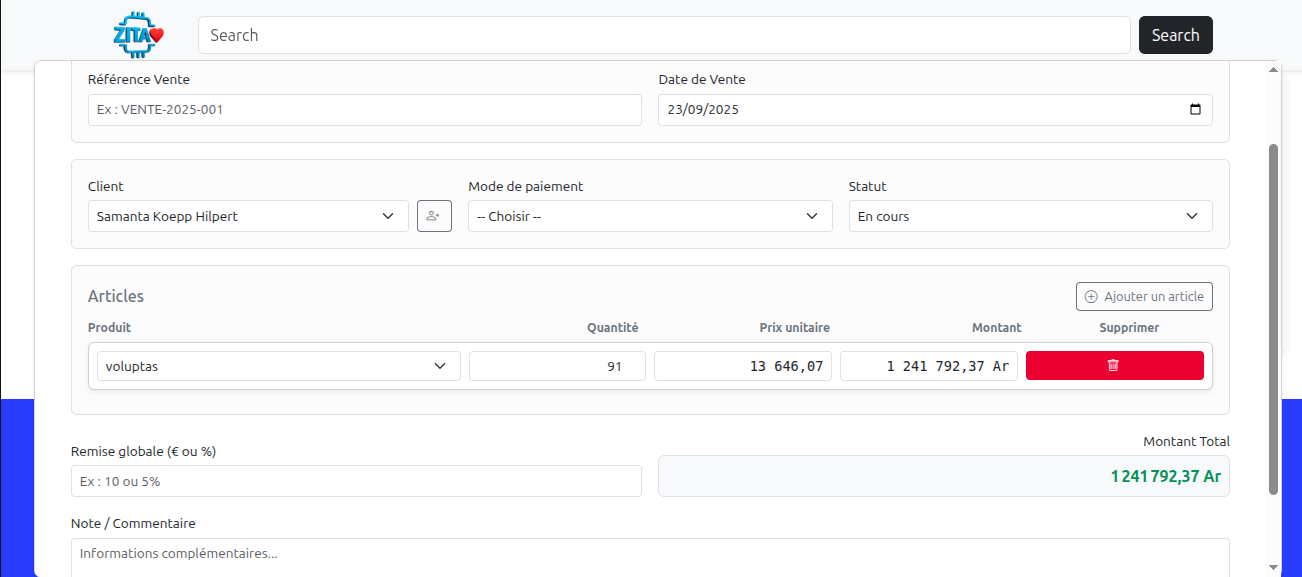 ZITA
Search
Search
Référence Vente
Date de Vente
Ex : VENTE-2025-001
23/09/2025
Client
Mode de paiement
Statut
Samanta Koepp Hilpert
-- Choisir --
En cours
Articles
Ajouter un article
Produit
Quantité
Prix unitaire
Montant
Supprimer
voluptas
91
13 646,07
1 241 792,37 Ar
Remise globale (€ ou %)
Montant Total
Ex : 10 ou 5%
1 241 792,37 Ar
Note / Commentaire
Informations complémentaires...